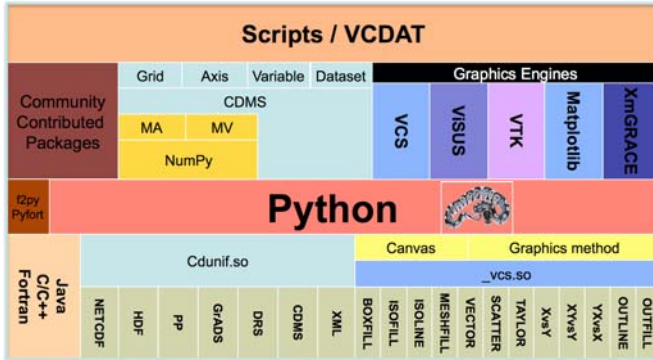 Scripts / VCDAT
Community
Contributed
Packages
Grid
Axis
Variable
Dataset
CDMS
MA
MV
NumPy
Graphics Engines
VCS
ViSUS
VTK
Matplotlib
XmGRACE
f2py
Pyfort
Python
Java
C/C++
Fortran
Cdunif.so
Canvas
Graphics method
_vcs.so
NETCDF
HDF
PP
GrADS
DRS
CDMS
XML
BOXFILL
ISOFILL
ISOLINE
MESHFILL
VECTOR
SCATTER
TAYLOR
XvsY
XYvsY
YXvsX
OUTLINE
OUTFILL